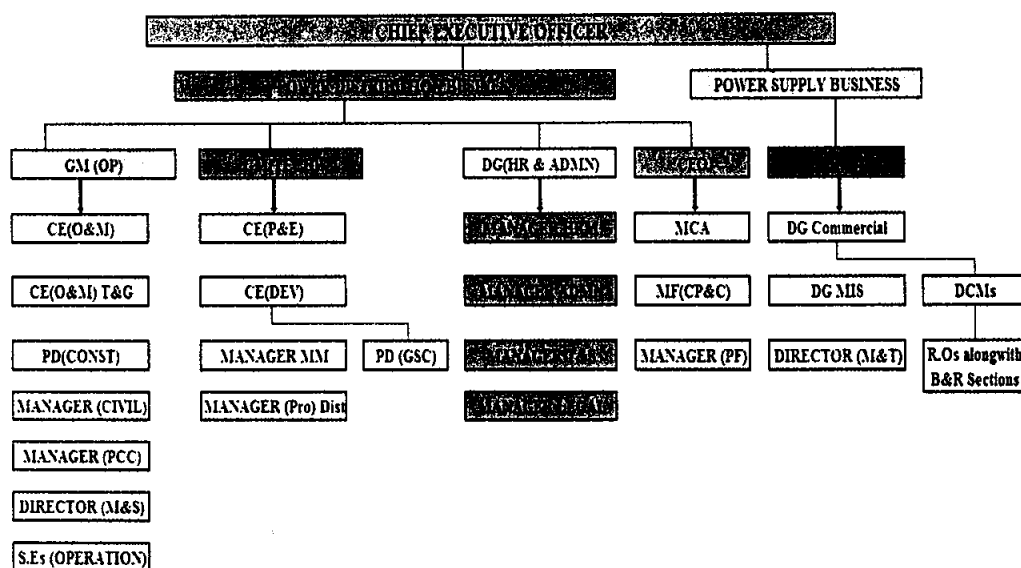 CHIEF EXECUTIVE OFFICER
POWER SUPPLY BUSINESS
GM (OP)
DG(HR & ADMN)
CE(O&M)
CE(P&E)
MCA
DG Commercial
CE(O&M) T&G
CE(DEV)
MF(CP&C)
DG MIS
DCMs
PD(CONST)
MANAGER MM
PD (GSC)
MANAGER (PF)
DIRECTOR (M&T)
R.Os alongwith
B&R Sections
MANAGER (CIVIL)
MANAGER (Pro) Dist
MANAGER
MANAGER (PCC)
DIRECTOR (M&S)
S.Es (OPERATION)